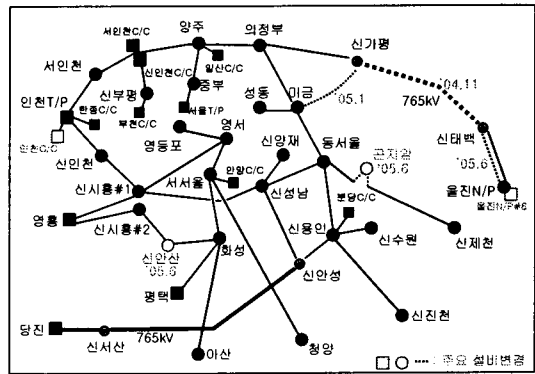 서인천C/C
양주
의정부
신가평
일산C/C
신인천C/C
서인천
중부
성동
미금
'04.11
'05.1
765kV
신부평
인천T/P
한중C/C
부천C/C
서울T/P
영등포
영서
신양재
동서울
신태백
'05.6
인천C/C
신인천
안양C/C
곤지암
'05.6
울진N/P
울진N/P#6
신시흥#1
서서울
신성남
분당C/C
영흥
신시흥#2
신용인
신수원
신제천
신안산
'05.6
화성
신안성
평택
당진
신서산
765kV
아산
청양
신진천
: 주요 설비변경